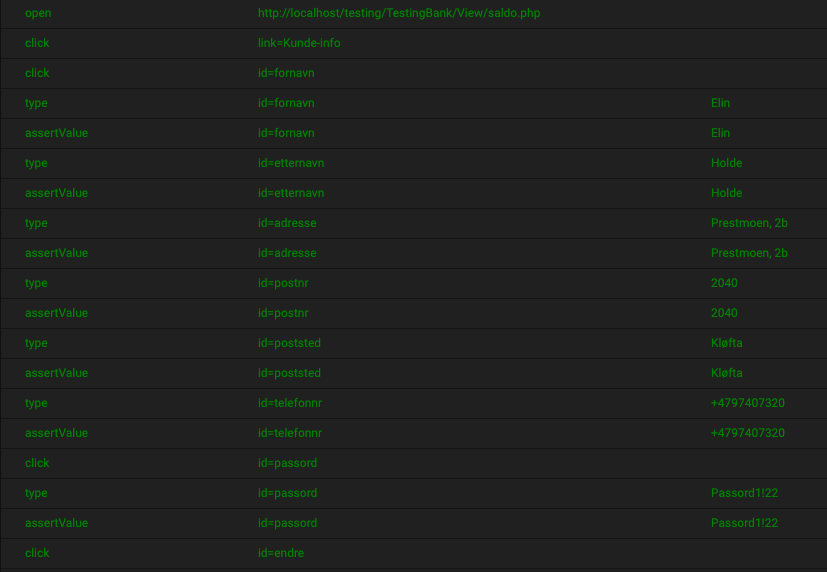 open http://localhost/testing/TestingBank/View/saldo.php
click link=Kunde-info
click id=fornavn
type id=fornavn Elin
assertValue id=fornavn Elin
type id=etternavn Holde
assertValue id=etternavn Holde
type id=adresse Prestmoen, 2b
assertValue id=adresse Prestmoen, 2b
type id=postnr 2040
assertValue id=postnr 2040
type id=poststed Kløfta
assertValue id=poststed Kløfta
type id=telefonnr +4797407320
assertValue id=telefonnr +4797407320
click id=passord
type id=passord Passord1!22
assertValue id=passord Passord1!22
click id=endre